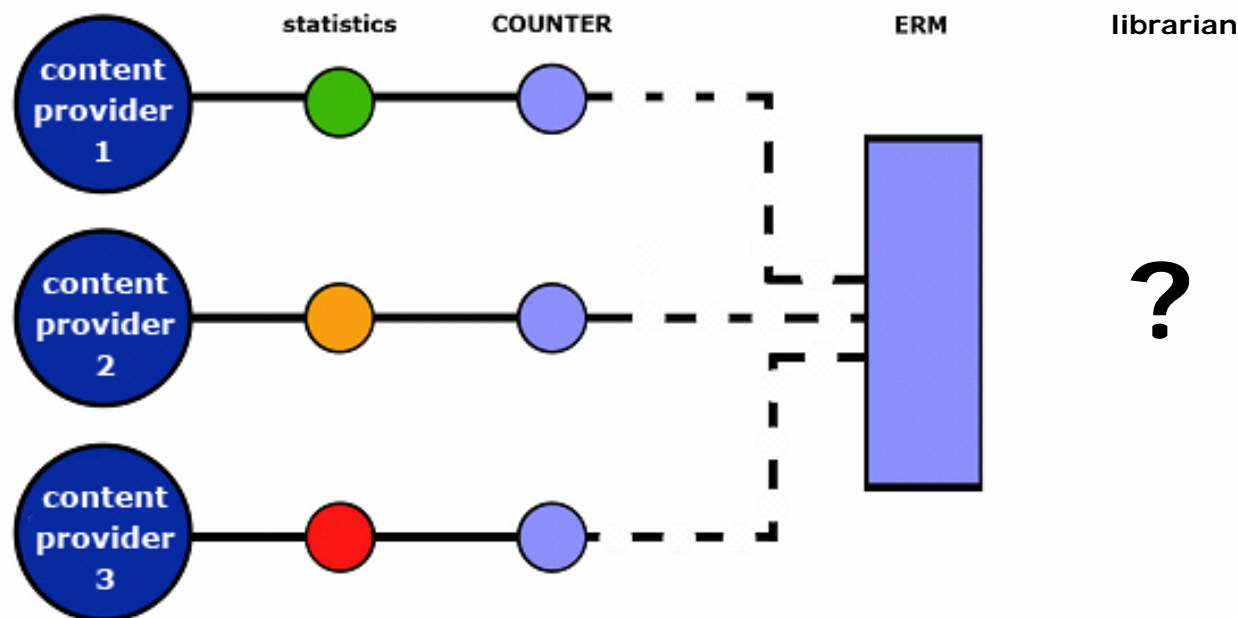 statistics COUNTER ERM librarian
content
provider
1
content
provider
2
?
content
provider
3